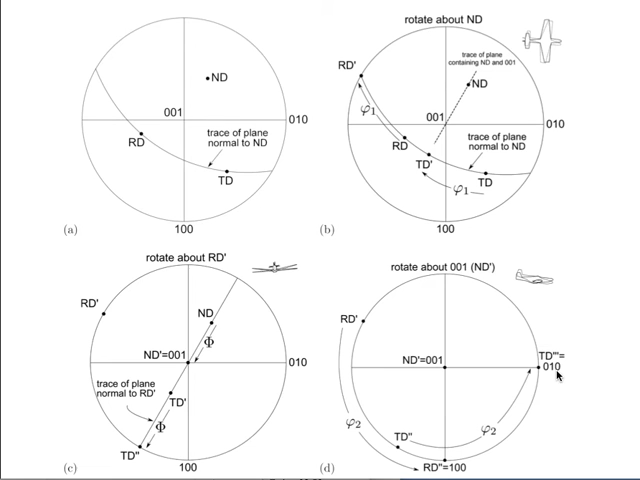 ND
001
010
RD
trace of plane
normal to ND
TD
(a)
100
rotate about ND
trace of plane
containing ND and 001
RD'
ND
φ1
001
010
RD
TD'
trace of plane
normal to ND
φ1
TD
(b)
100
rotate about RD'
RD'
ND
Φ
ND'=001
010
trace of plane
normal to RD'
TD'
Φ
TD"
(c)
100
rotate about 001 (ND')
RD'
ND'=001
TD"'=
010
φ2
TD"
φ2
(d)
RD"=100